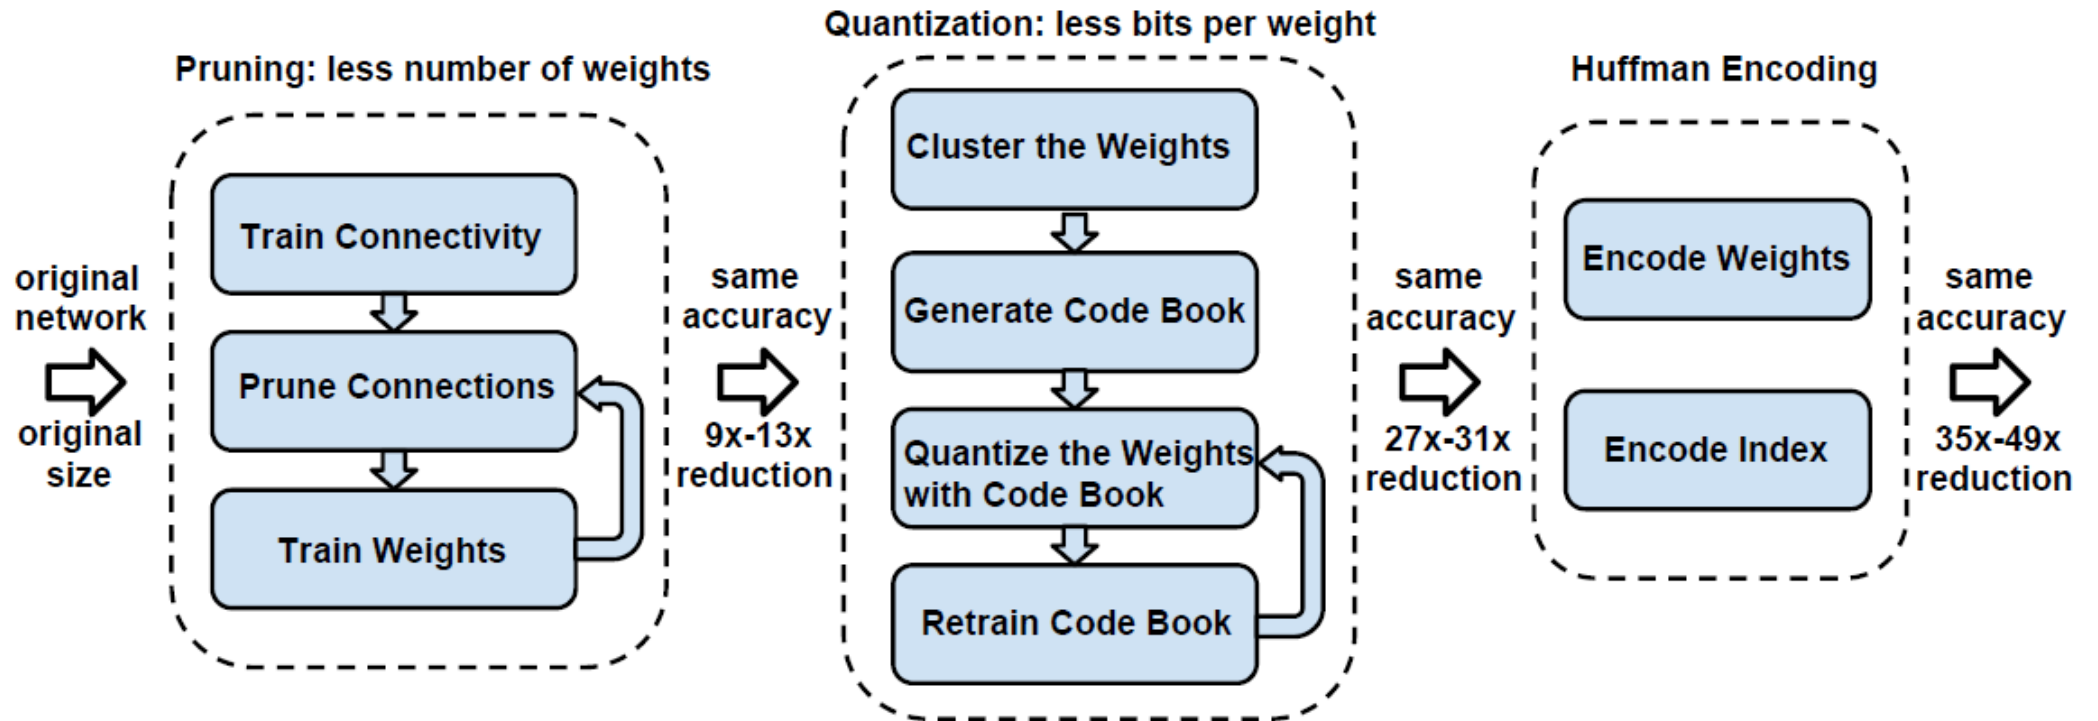 Pruning: less number of weights
Quantization: less bits per weight
Huffman Encoding
original
network
original
size
Train Connectivity
Prune Connections
Train Weights
same
accuracy
9x-13x
reduction
Cluster the Weights
Generate Code Book
Quantize the Weights
with Code Book
Retrain Code Book
same
accuracy
27x-31x
reduction
Encode Weights
Encode Index
same
accuracy
35x-49x
reduction